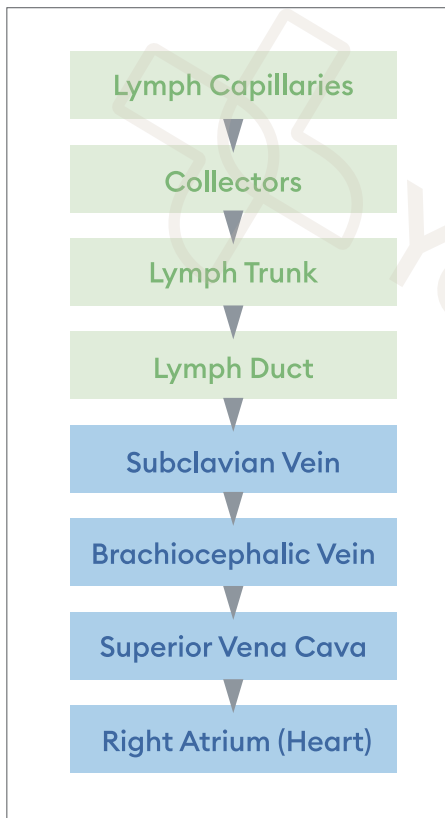 Lymph Capillaries
Collectors
Lymph Trunk
Lymph Duct
Subclavian Vein
Brachiocephalic Vein
Superior Vena Cava
Right Atrium (Heart)